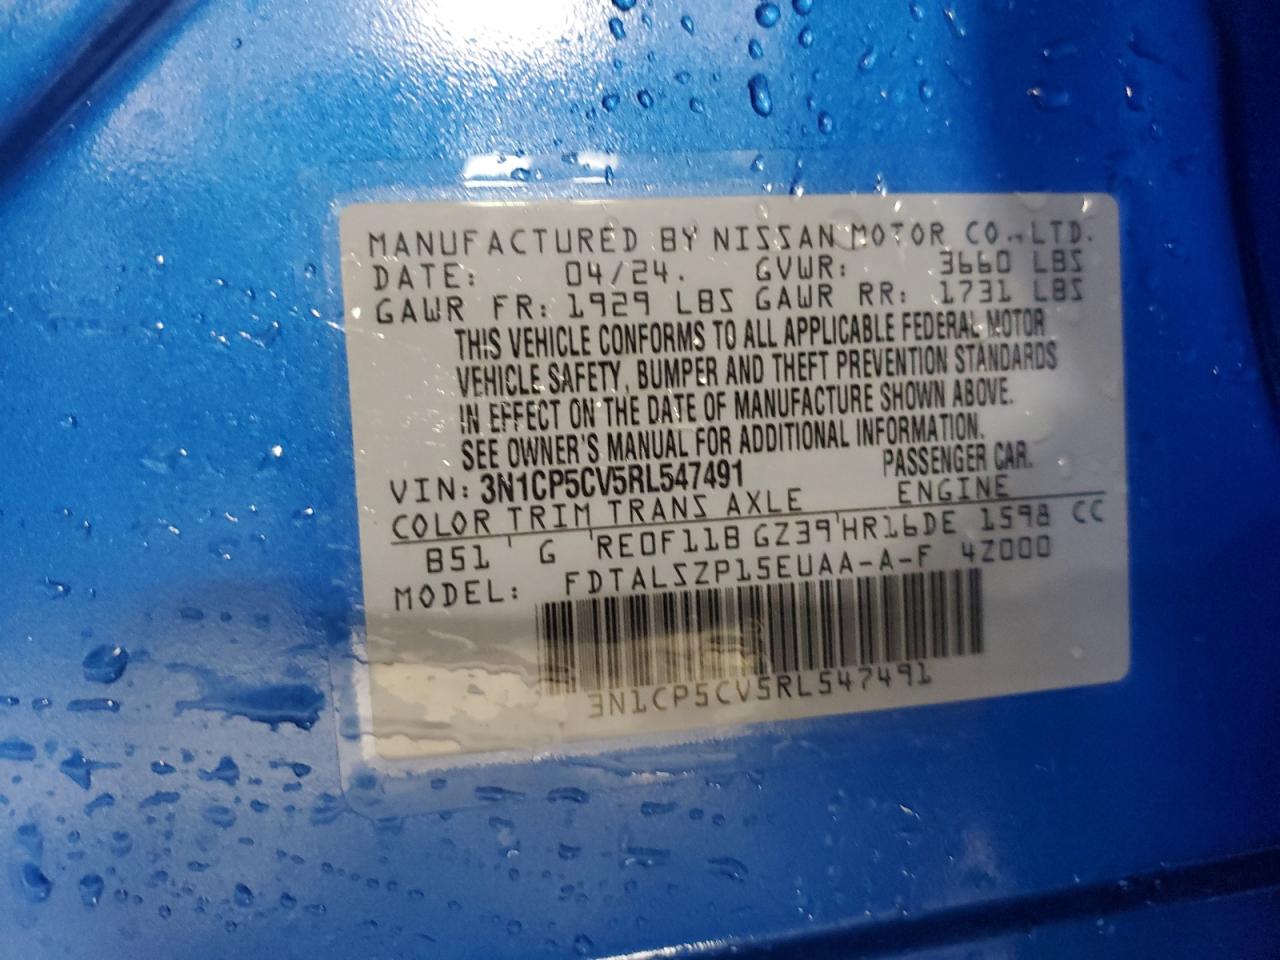 MANUFACTURED BY NISSAN MOTOR CO.,LTD.
DATE: 04/24. GVWR: 3660 LBS
GAWR FR: 1929 LBS GAWR RR: 1731 LBS
THIS VEHICLE CONFORMS TO ALL APPLICABLE FEDERAL MOTOR
VEHICLE SAFETY, BUMPER AND THEFT PREVENTION STANDARDS
IN EFFECT ON THE DATE OF MANUFACTURE SHOWN ABOVE.
SEE OWNER'S MANUAL FOR ADDITIONAL INFORMATION.
VIN: 3N1CP5CV5RL547491 PASSENGER CAR.
COLOR TRIM TRANS AXLE ENGINE
B51 ' G ' RE0F11B GZ39 ' HR16DE 1598 CC
MODEL: FDTALSZP15EUAA-A-F 4Z000
3N1CP5CV5RL547491